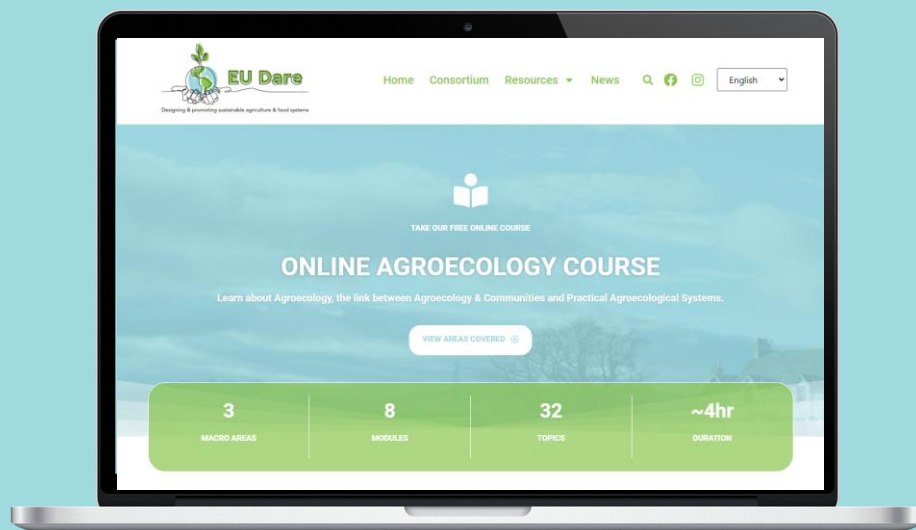 EU Dare
Designing & promoting sustainable agriculture & food systems
Home Consortium Resources News English
TAKE OUR FREE ONLINE COURSE
ONLINE AGROECOLOGY COURSE
Learn about Agroecology, the link between Agroecology & Communities and Practical Agroecological Systems.
VIEW AREAS COVERED
3 8 32 ~4hr
MACRO AREAS MODULES TOPICS DURATION